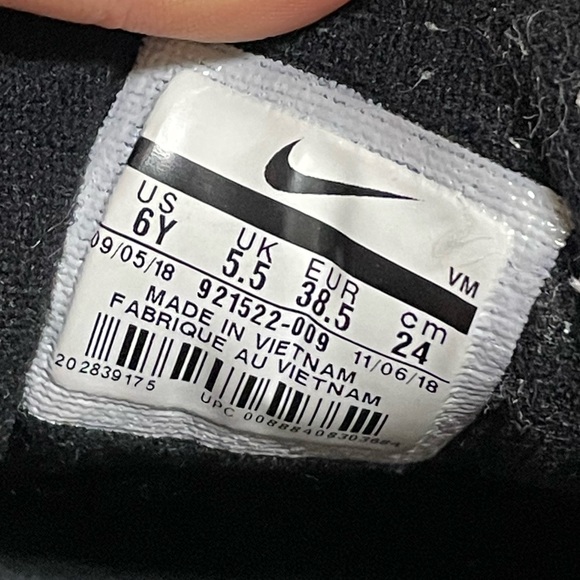 VM
US UK EUR cm
6Y 5.5 38.5 24
09/05/18 921522-009 11/06/18
MADE IN VIETNAM
FABRIQUE AU VIETNAM
202839175
UPC